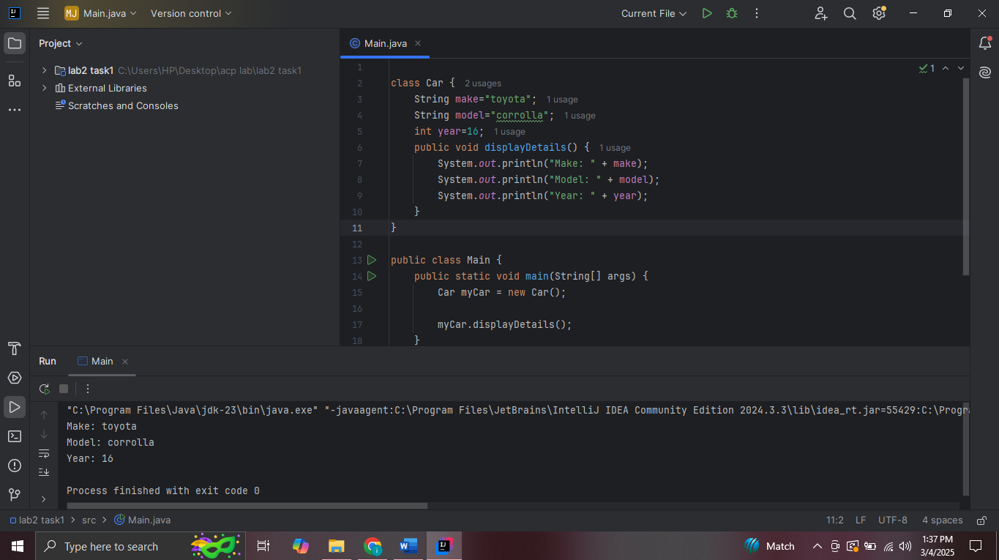 MJ Main.java Version control Current File
Project
Main.java
lab2 task1 C:\Users\HP\Desktop\acp lab\lab2 task1
External Libraries
Scratches and Consoles
1
1
2 class Car { 2 usages
3 String make="toyota"; 1 usage
4 String model="corrolla"; 1 usage
5 int year=16; 1 usage
6 public void displayDetails() { 1 usage
7 System.out.println("Make: " + make);
8 System.out.println("Model: " + model);
9 System.out.println("Year: " + year);
10 }
11 }
12
13 public class Main {
14 public static void main(String[] args) {
15 Car myCar = new Car();
16
17 myCar.displayDetails();
18 }
Run Main
"C:\Program Files\Java\jdk-23\bin\java.exe" "-javaagent:C:\Program Files\JetBrains\IntelliJ IDEA Community Edition 2024.3.3\lib\idea_rt.jar=55429:C:\Progra
Make: toyota
Model: corrolla
Year: 16
Process finished with exit code 0
lab2 task1 > src > Main.java 11:2 LF UTF-8 4 spaces
Type here to search
Match
1:37 PM
3/4/2025